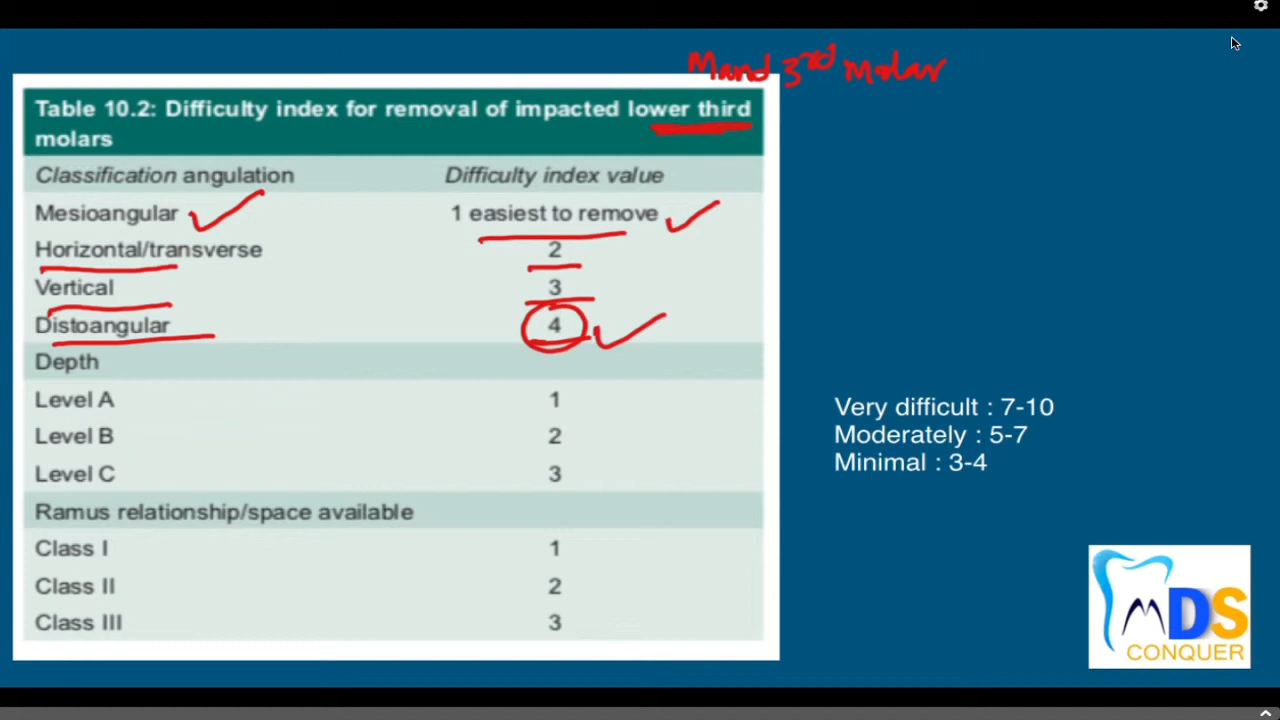 Mand 3rd molar
Table 10.2: Difficulty index for removal of impacted lower third
molars
Classification angulation Difficulty index value
Mesioangular 1 easiest to remove
Horizontal/transverse 2
Vertical 3
Distoangular 4
Depth
Level A 1
Level B 2
Level C 3
Ramus relationship/space available
Class I 1
Class II 2
Class III 3
Very difficult : 7-10
Moderately : 5-7
Minimal : 3-4
MDS
CONQUER